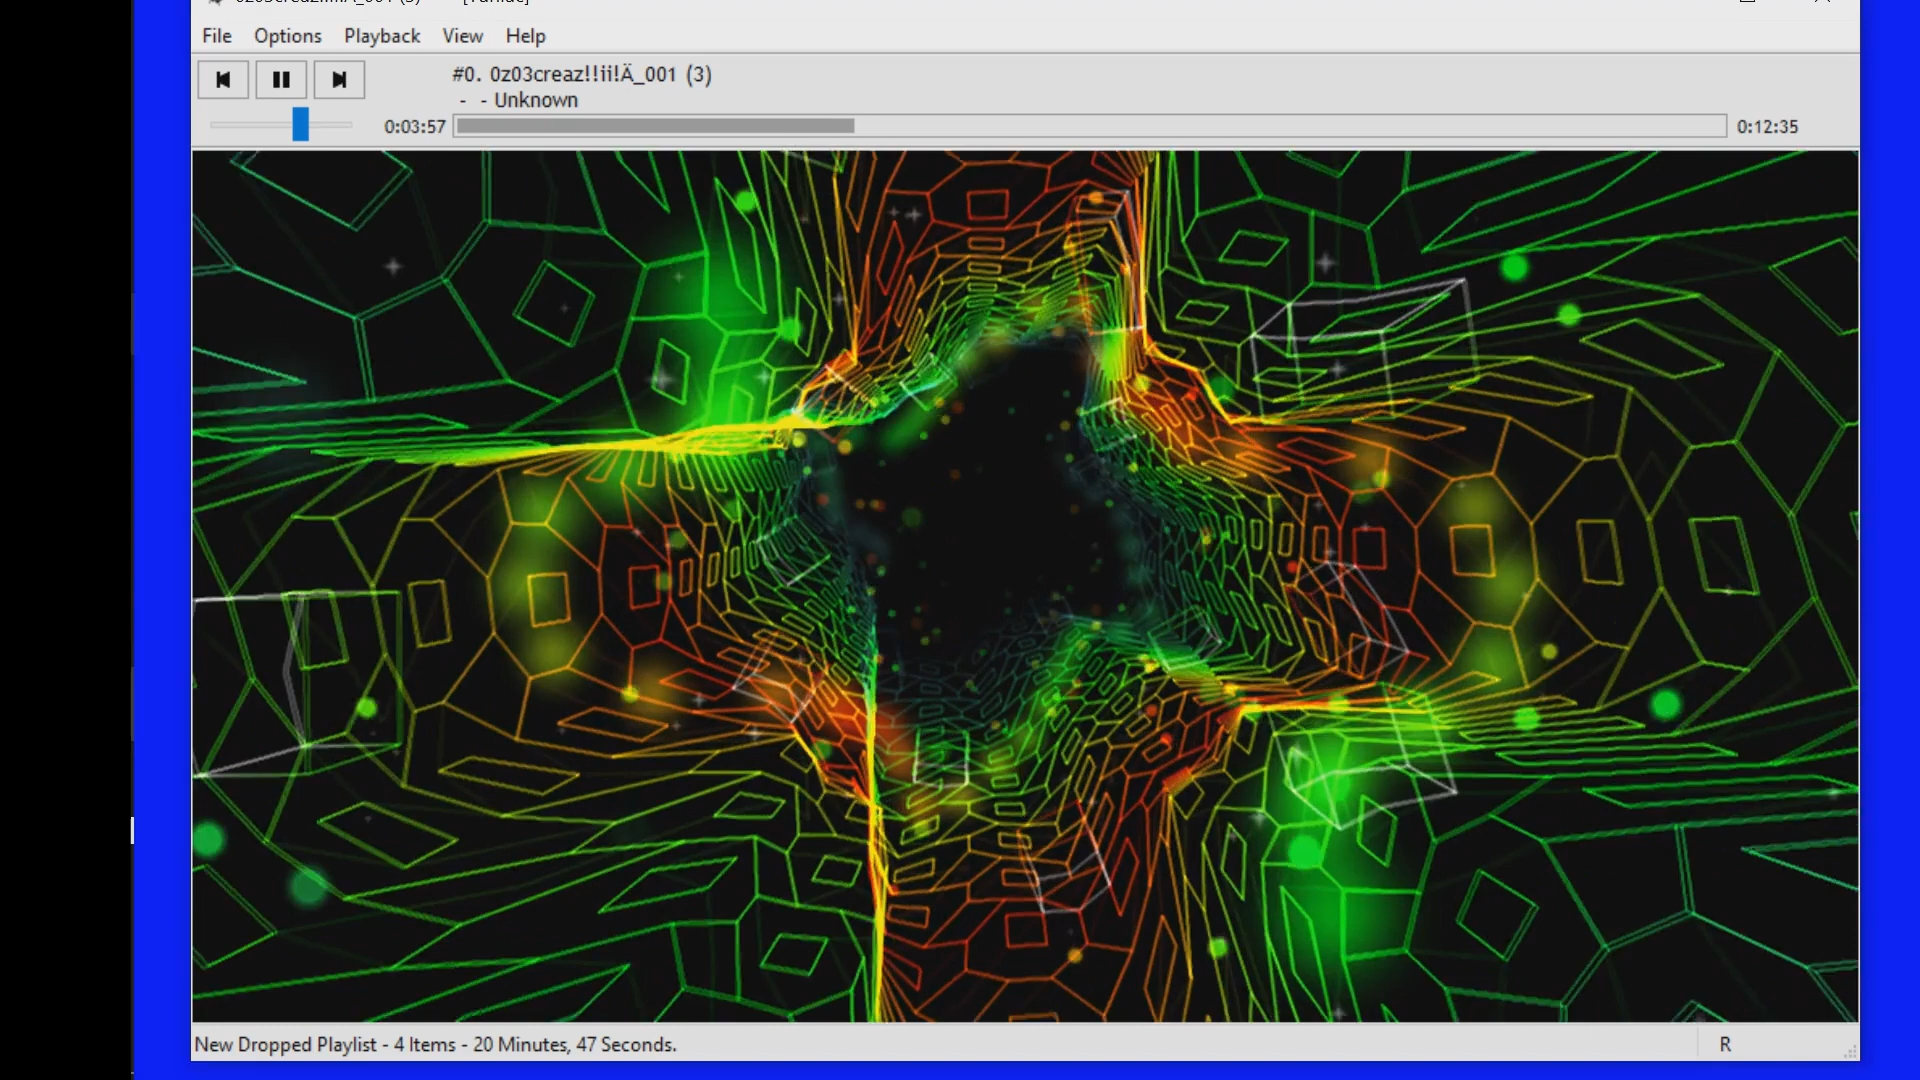 File Options Playback View Help
#0. 0z03creaz!!ii!Ä_001 (3)
- - Unknown
0:03:57
0:12:35
New Dropped Playlist - 4 Items - 20 Minutes, 47 Seconds.
R